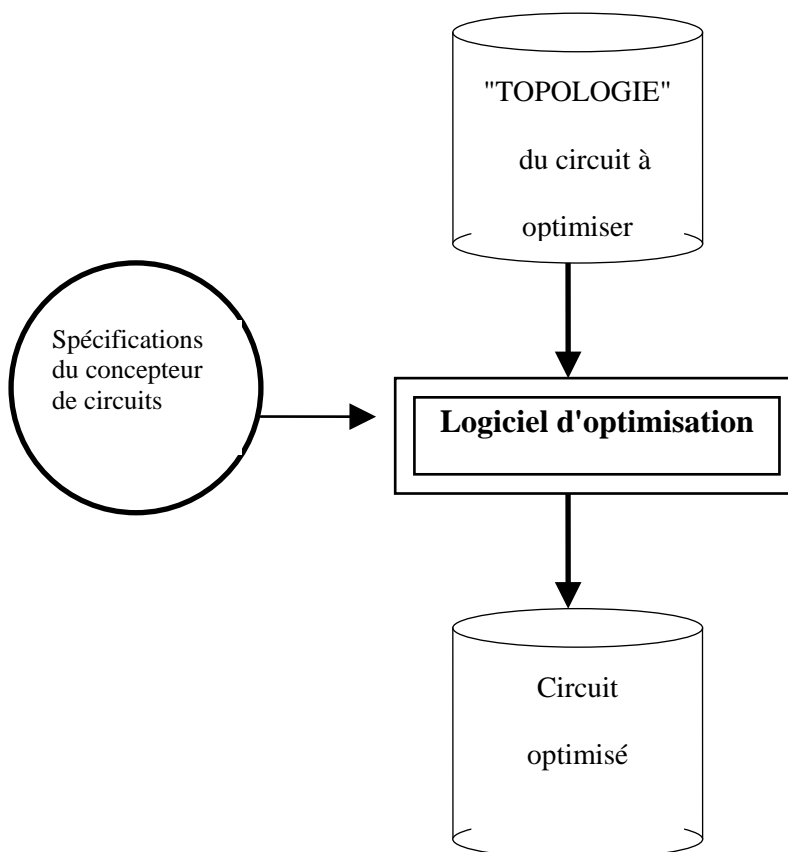 "TOPOLOGIE"
du circuit à
optimiser
Spécifications
du concepteur
de circuits
Logiciel d'optimisation
Circuit
optimisé